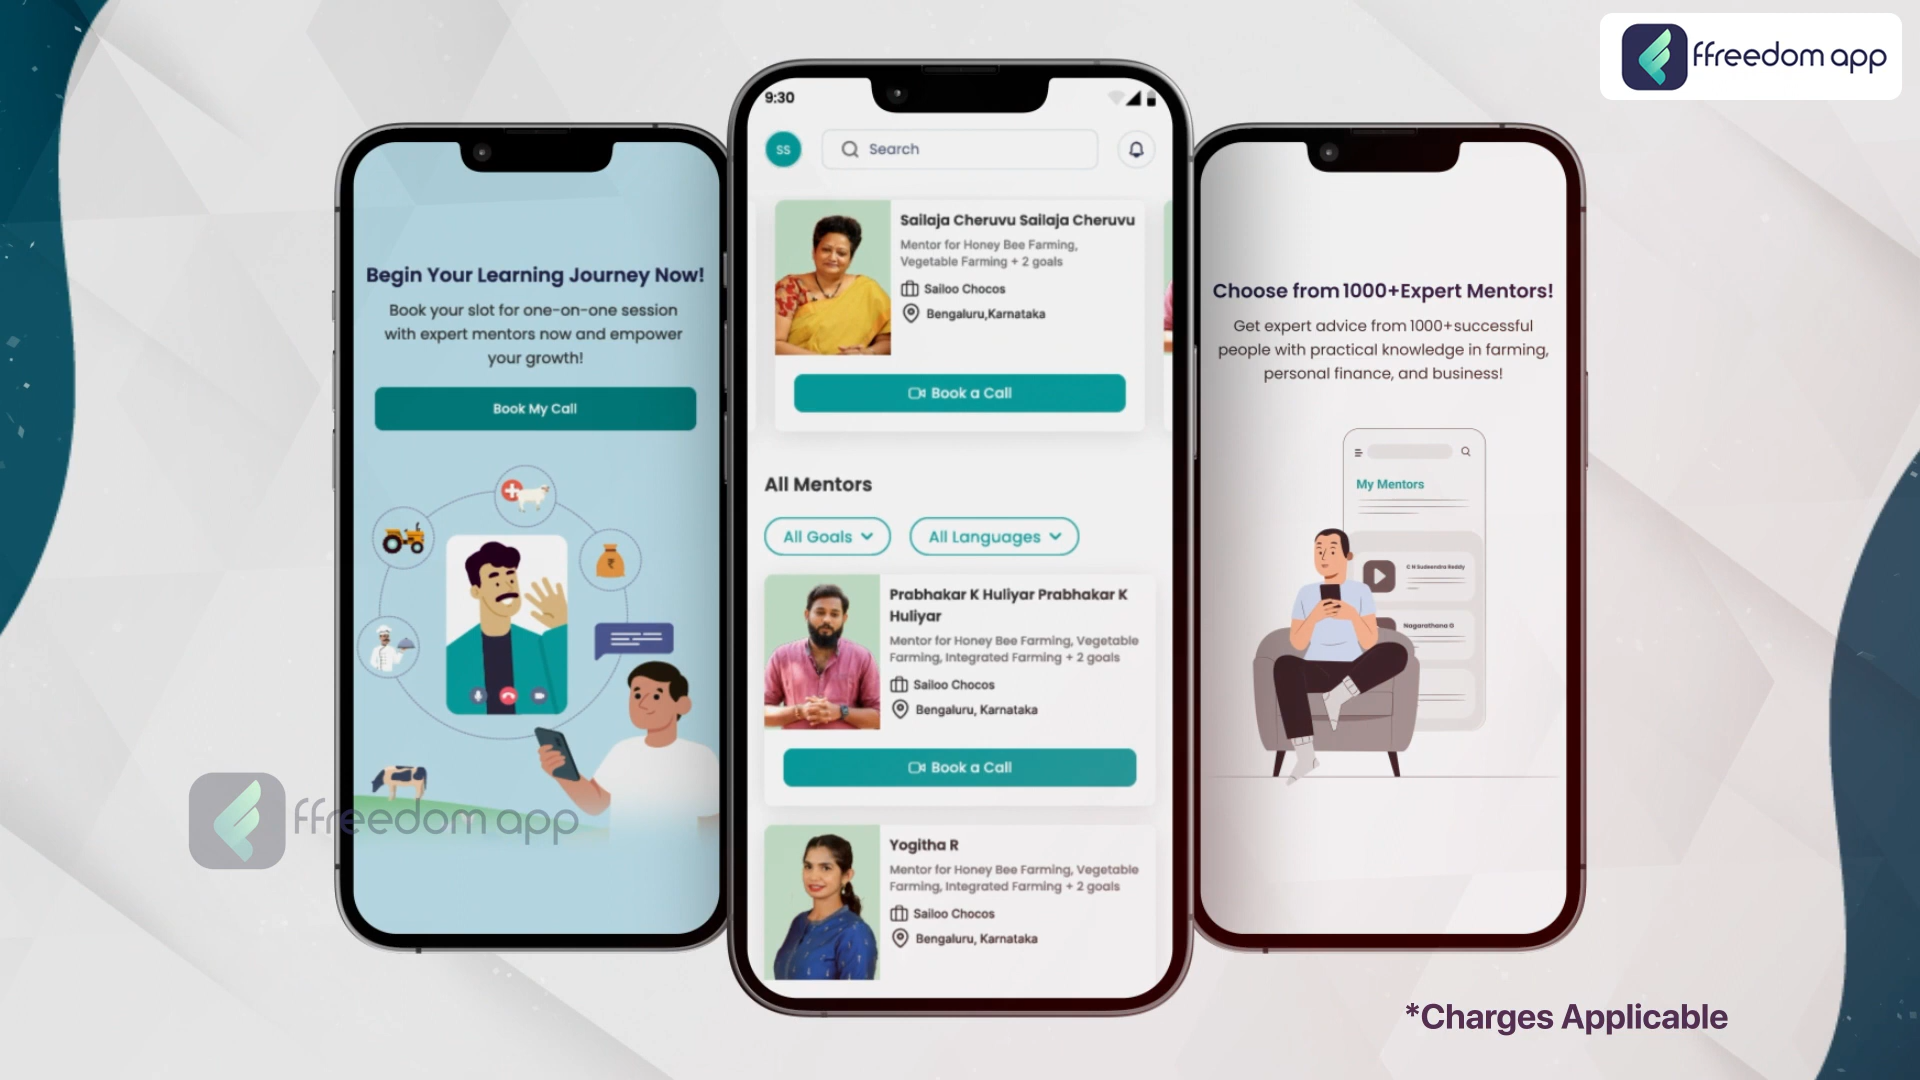 ffreedom app
Begin Your Learning Journey Now!
Book your slot for one-on-one session
with expert mentors now and empower
your growth!
Book My Call
₹
ffreedom app
9:30
SS
Search
Sailaja Cheruvu Sailaja Cheruvu
Mentor for Honey Bee Farming,
Vegetable Farming + 2 goals
Sailoo Chocos
Bengaluru,Karnataka
Book a Call
All Mentors
All Goals
All Languages
Prabhakar K Huliyar Prabhakar K
Huliyar
Mentor for Honey Bee Farming, Vegetable
Farming, Integrated Farming + 2 goals
Sailoo Chocos
Bengaluru, Karnataka
Book a Call
Yogitha R
Mentor for Honey Bee Farming, Vegetable
Farming, Integrated Farming + 2 goals
Sailoo Chocos
Bengaluru, Karnataka
Choose from 1000+Expert Mentors!
Get expert advice from 1000+successful
people with practical knowledge in farming,
personal finance, and business!
My Mentors
C N Sudeendra Reddy
Nagarathana G
*Charges Applicable